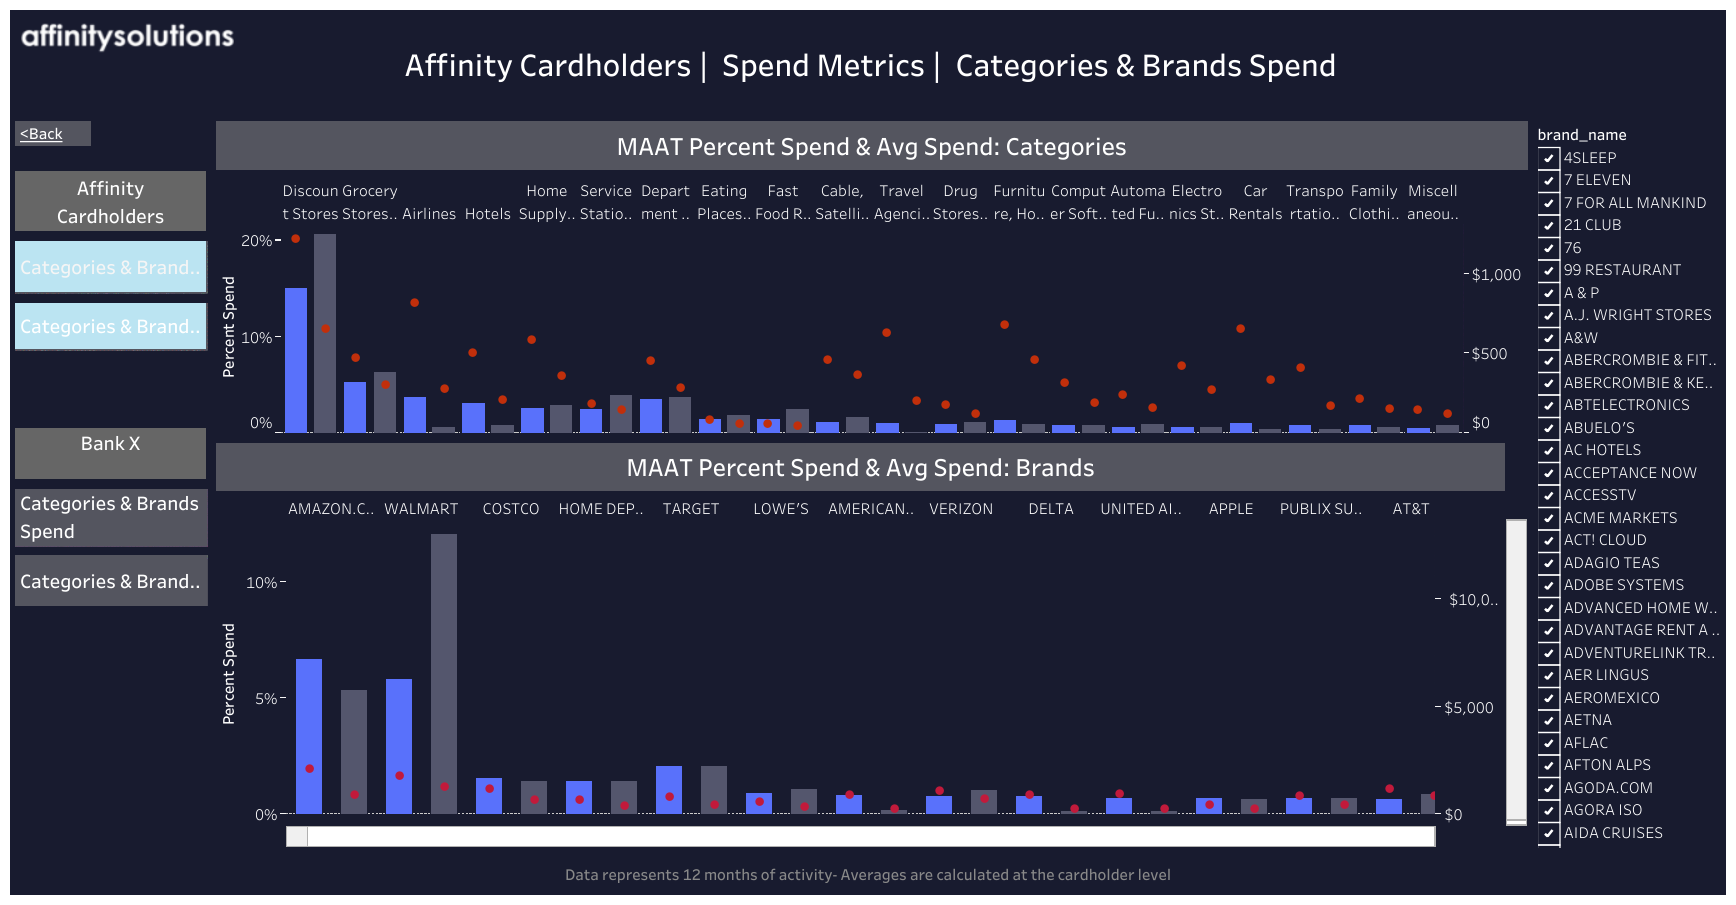 affinitysolutions
Affinity Cardholders | Spend Metrics | Categories & Brands Spend
<Back
Affinity
Cardholders
Categories & Brand..
Categories & Brand..
Bank X
Categories & Brands
Spend
Categories & Brand..
MAAT Percent Spend & Avg Spend: Categories
Discoun Grocery Home Service Depart Eating Fast Cable, Travel Drug Furnitu Comput Automa Electro Car Transpo Family Miscell
t Stores Stores.. Airlines Hotels Supply.. Statio.. ment .. Places.. Food R.. Satelli.. Agenci.. Stores.. re, Ho.. er Soft.. ted Fu.. nics St.. Rentals rtatio.. Clothi.. aneou..
Percent Spend
20%
10%
0%
$1,000
$500
$0
MAAT Percent Spend & Avg Spend: Brands
AMAZON.C.. WALMART COSTCO HOME DEP.. TARGET LOWE'S AMERICAN.. VERIZON DELTA UNITED AI.. APPLE PUBLIX SU.. AT&T
Percent Spend
10%
5%
0%
$10,0..
$5,000
$0
Data represents 12 months of activity- Averages are calculated at the cardholder level
brand_name
4SLEEP
7 ELEVEN
7 FOR ALL MANKIND
21 CLUB
76
99 RESTAURANT
A & P
A.J. WRIGHT STORES
A&W
ABERCROMBIE & FIT..
ABERCROMBIE & KE..
ABTELECTRONICS
ABUELO'S
AC HOTELS
ACCEPTANCE NOW
ACCESSTV
ACME MARKETS
ACT! CLOUD
ADAGIO TEAS
ADOBE SYSTEMS
ADVANCED HOME W..
ADVANTAGE RENT A ..
ADVENTURELINK TR..
AER LINGUS
AEROMEXICO
AETNA
AFLAC
AFTON ALPS
AGODA.COM
AGORA ISO
AIDA CRUISES